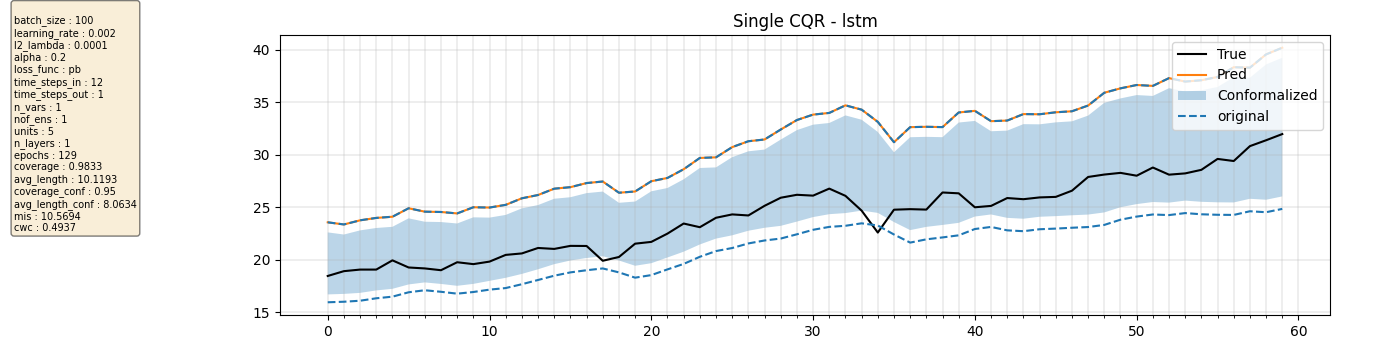 batch_size : 100
learning_rate : 0.002
l2_lambda : 0.0001
alpha : 0.2
loss_func : pb
time_steps_in : 12
time_steps_out : 1
n_vars : 1
nof_ens : 1
units : 5
n_layers : 1
epochs : 129
coverage : 0.9833
avg_length : 10.1193
coverage_conf : 0.95
avg_length_conf : 8.0634
mis : 10.5694
cwc : 0.4937
Single CQR - lstm
40
35
30
25
20
15
True
Pred
Conformalized
original
0 10 20 30 40 50 60